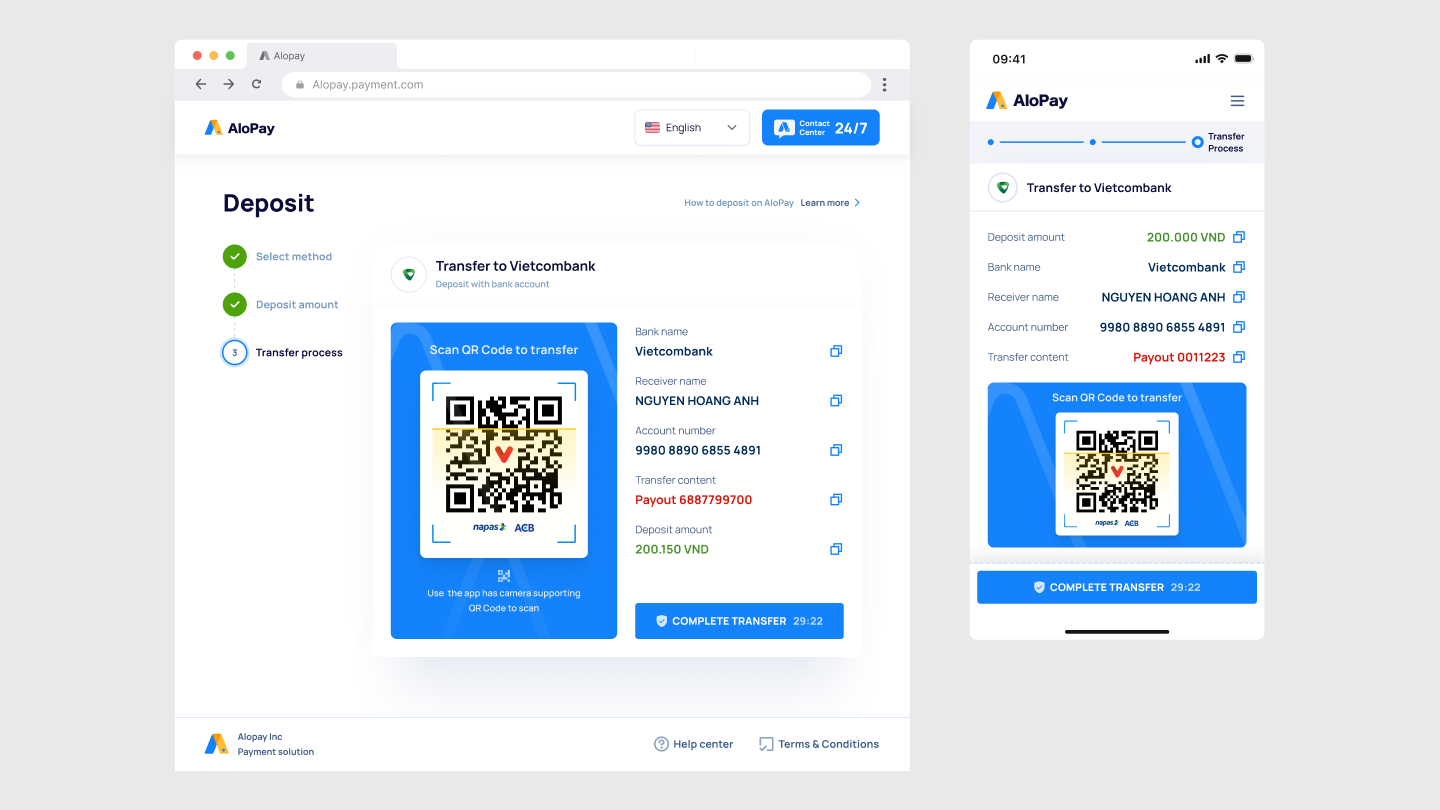 Alopay
Alopay.payment.com
AloPay
English
Contact Center 24/7
Deposit
How to deposit on AloPay Learn more
Select method
Deposit amount
3 Transfer process
Transfer to Vietcombank
Deposit with bank account
Scan QR Code to transfer
napas ACB
Use the app has camera supporting
QR Code to scan
Bank name
Vietcombank
Receiver name
NGUYEN HOANG ANH
Account number
9980 8890 6855 4891
Transfer content
Payout 6887799700
Deposit amount
200.150 VND
COMPLETE TRANSFER 29:22
Alopay Inc
Payment solution
Help center
Terms & Conditions
09:41
AloPay
Transfer
Process
Transfer to Vietcombank
Deposit amount 200.000 VND
Bank name Vietcombank
Receiver name NGUYEN HOANG ANH
Account number 9980 8890 6855 4891
Transfer content Payout 0011223
Scan QR Code to transfer
napas ACB
COMPLETE TRANSFER 29:22